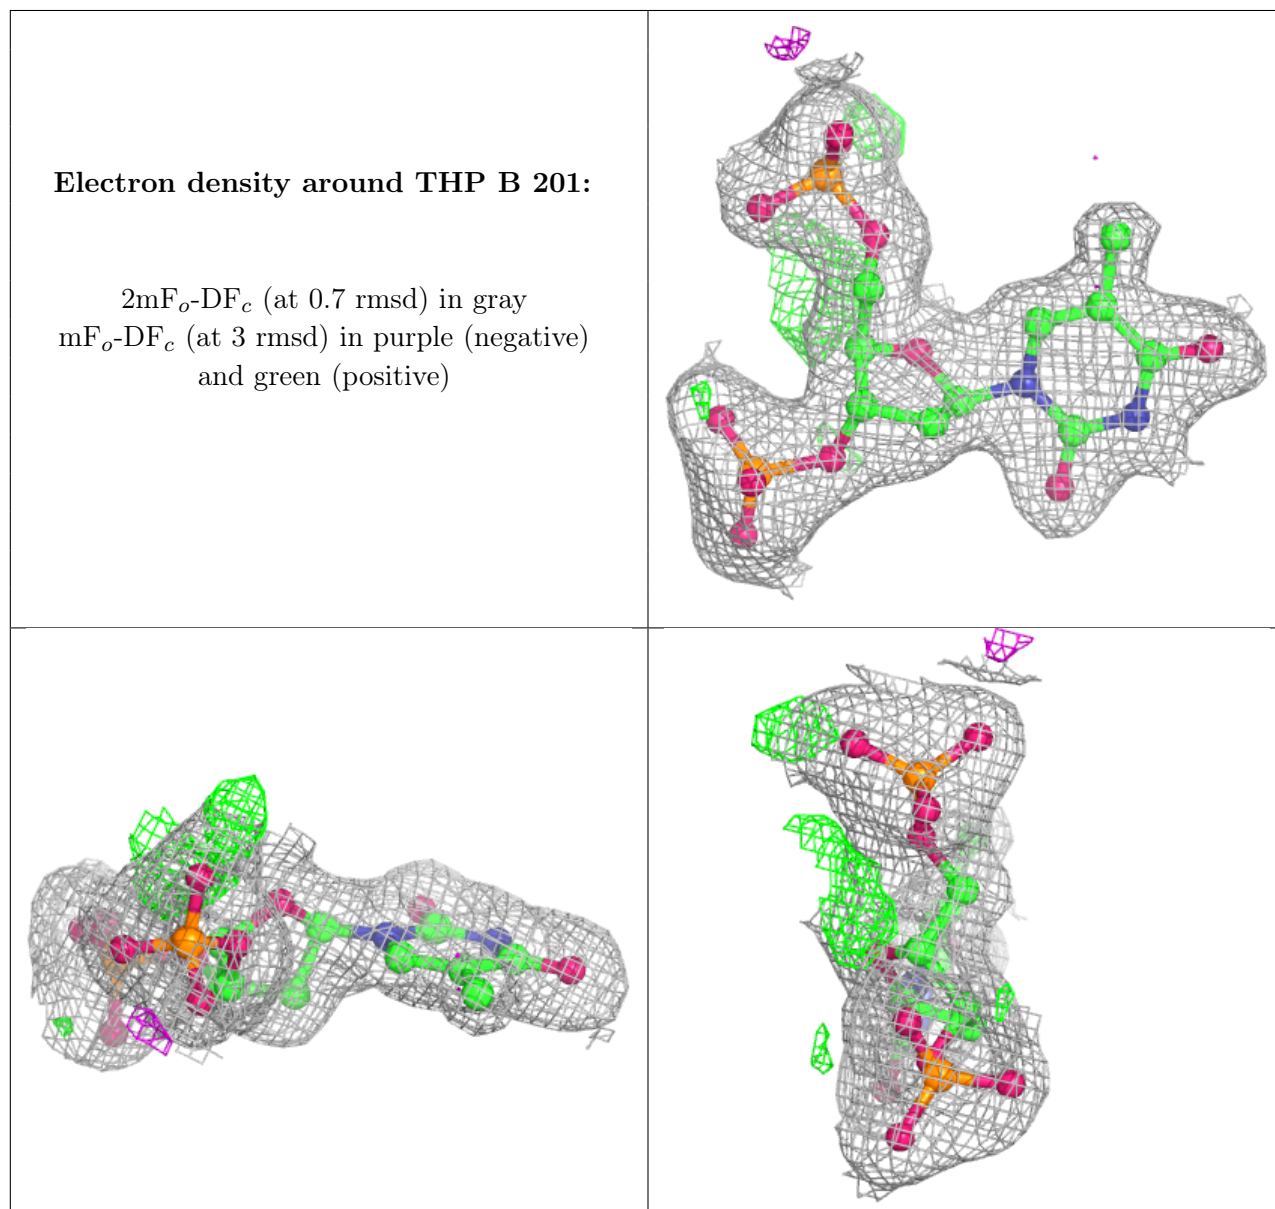 Electron density around THP B 201:
2mFo-DFc (at 0.7 rmsd) in gray
mFo-DFc (at 3 rmsd) in purple (negative)
and green (positive)